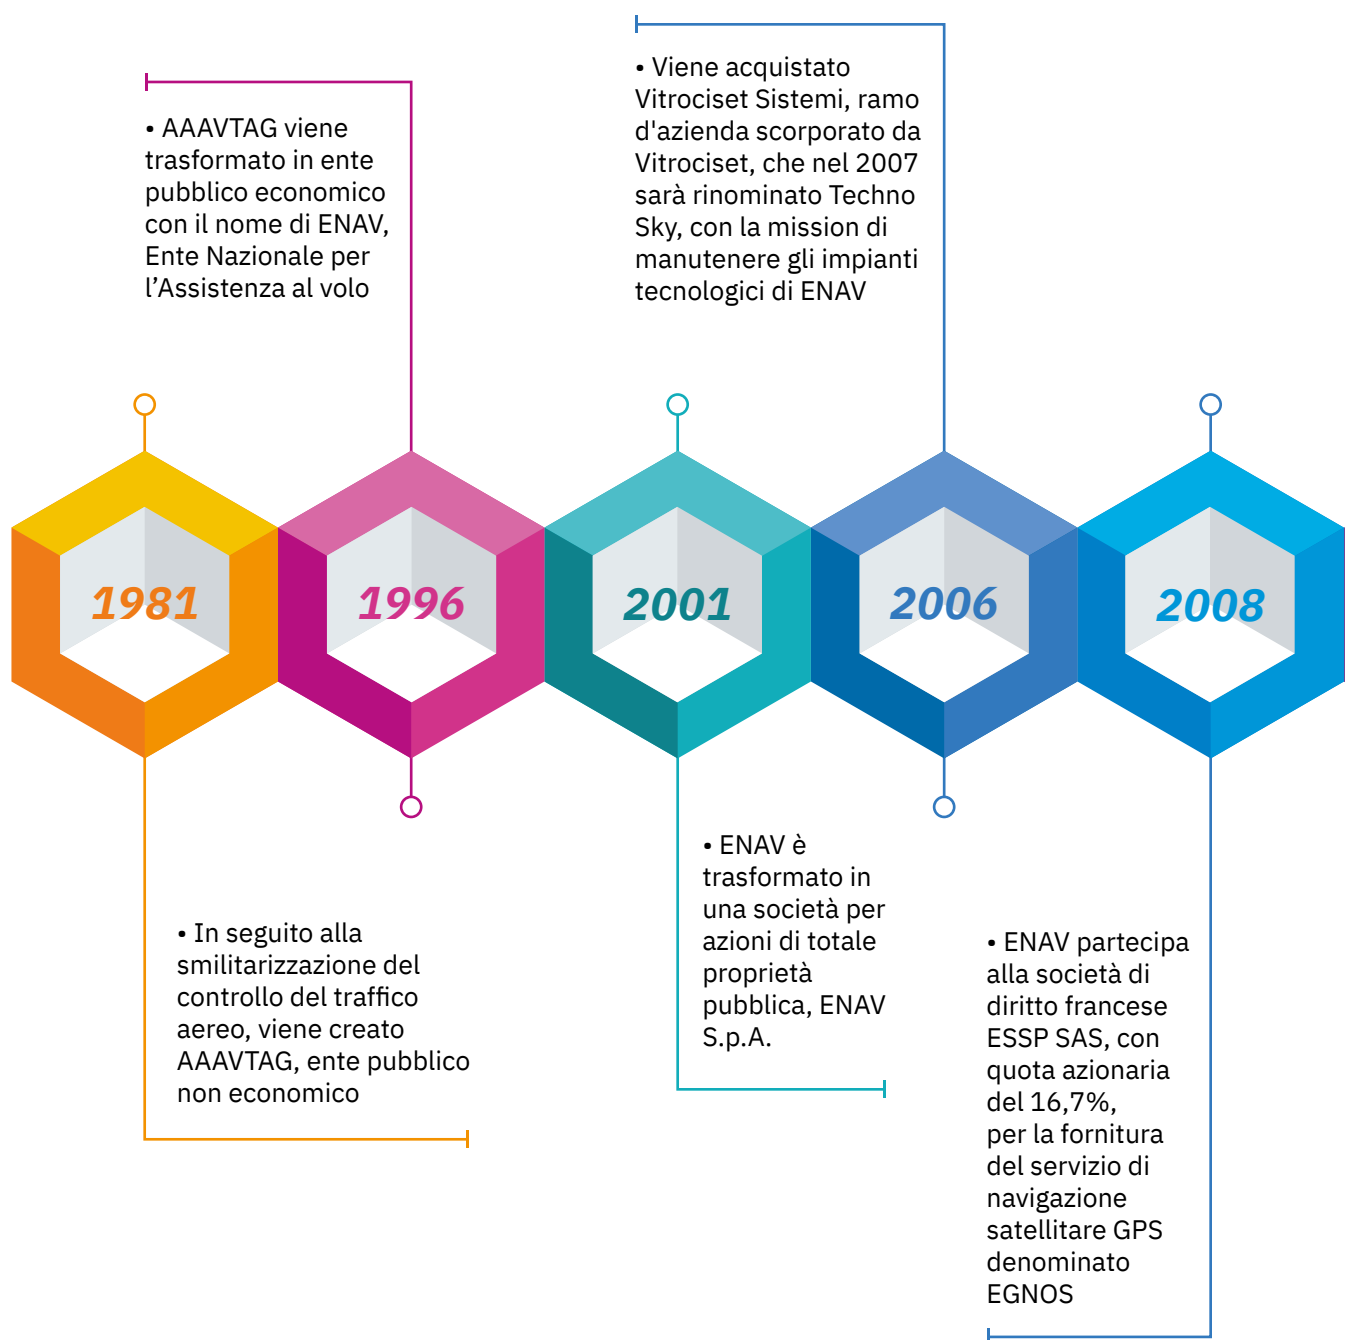 • AAAVTAG viene
trasformato in ente
pubblico economico
con il nome di ENAV,
Ente Nazionale per
l’Assistenza al volo
• Viene acquistato
Vitrociset Sistemi, ramo
d'azienda scorporato da
Vitrociset, che nel 2007
sarà rinominato Techno
Sky, con la mission di
manutenere gli impianti
tecnologici di ENAV
1981
1996
2001
2006
2008
• In seguito alla
smilitarizzazione del
controllo del traffico
aereo, viene creato
AAAVTAG, ente pubblico
non economico
• ENAV è
trasformato in
una società per
azioni di totale
proprietà
pubblica, ENAV
S.p.A.
• ENAV partecipa
alla società di
diritto francese
ESSP SAS, con
quota azionaria
del 16,7%,
per la fornitura
del servizio di
navigazione
satellitare GPS
denominato
EGNOS